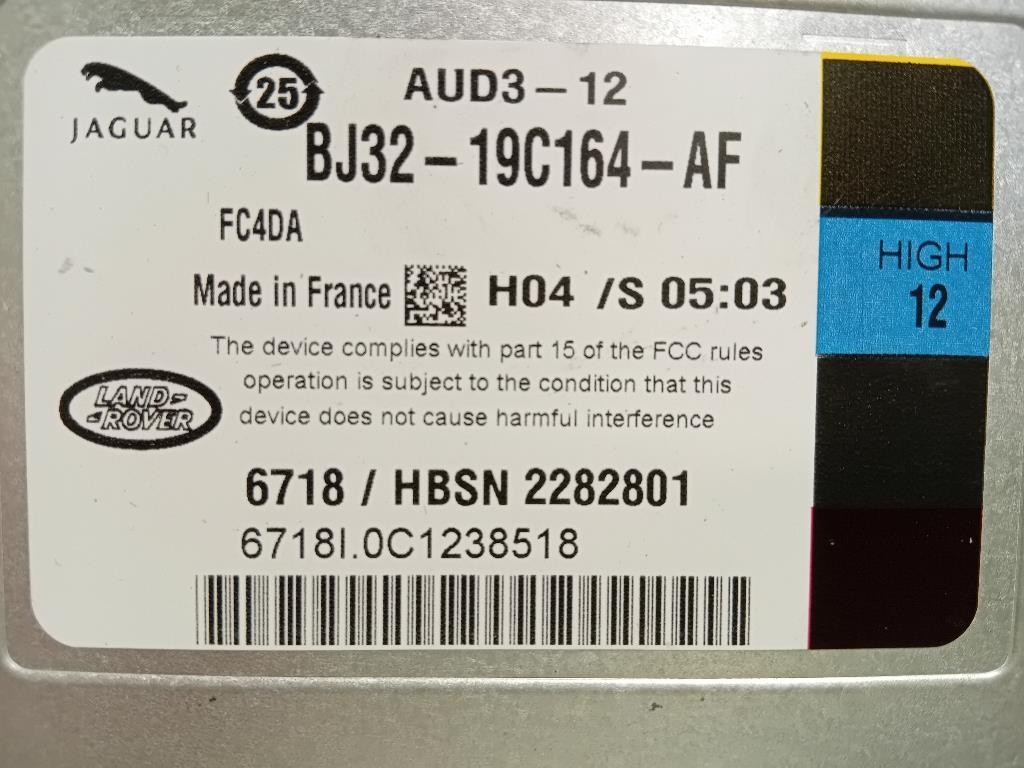 JAGUAR
25
AUD3-12
BJ32-19C164-AF
FC4DA
HIGH
12
Made in France
H04 /S 05:03
The device complies with part 15 of the FCC rules
operation is subject to the condition that this
device does not cause harmful interference
LAND-
-ROVER
6718 / HBSN 2282801
6718I.0C1238518